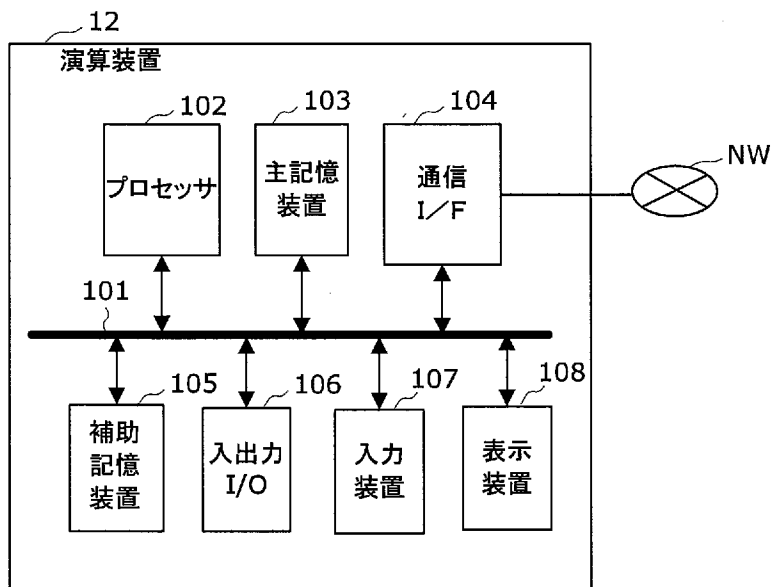 12
演算装置
102
103
104
NW
プロセッサ
主記憶
装置
通信
I／F
101
105
106
107
108
補助
記憶
装置
入出力
I/O
入力
装置
表示
装置